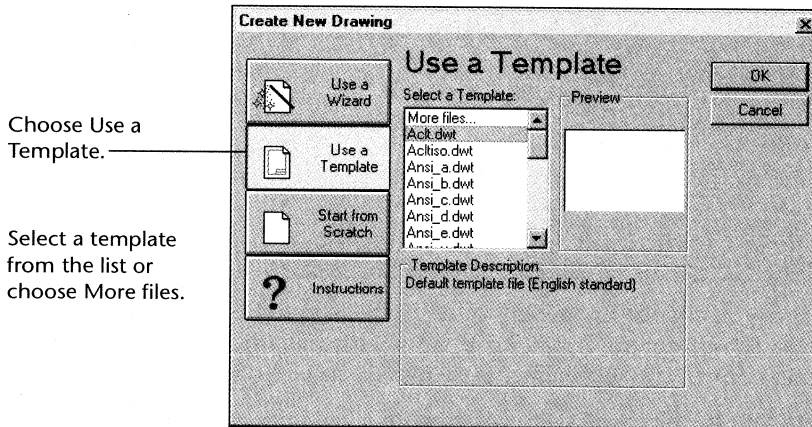 Create New Drawing
Choose Use a
Template.
Select a template
from the list or
choose More files.
Use a
Wizard
Use a
Template
Start from
Scratch
?
Instructions
Use a Template
Select a Template:
More files...
Aclt.dwt
Acltiso.dwt
Ansi_a.dwt
Ansi_b.dwt
Ansi_c.dwt
Ansi_d.dwt
Ansi_e.dwt
Preview
Template Description
Default template file (English standard)
OK
Cancel